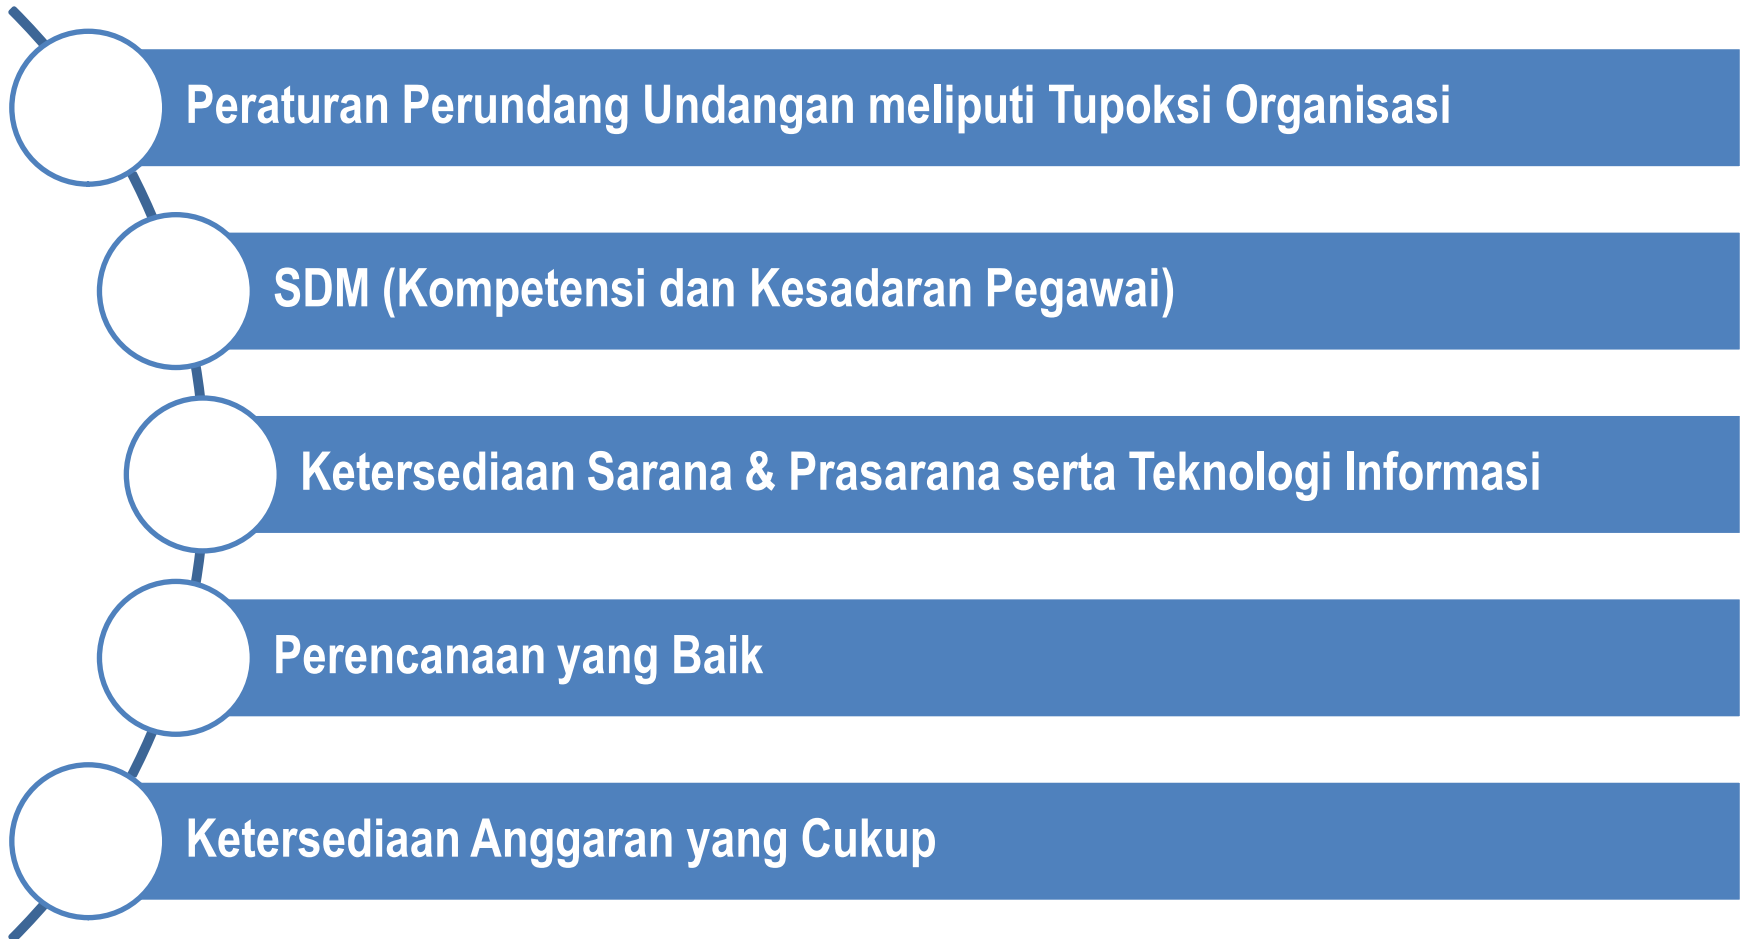 Peraturan Perundang Undangan meliputi Tupoksi Organisasi
SDM (Kompetensi dan Kesadaran Pegawai)
Ketersediaan Sarana & Prasarana serta Teknologi Informasi
Perencanaan yang Baik
Ketersediaan Anggaran yang Cukup